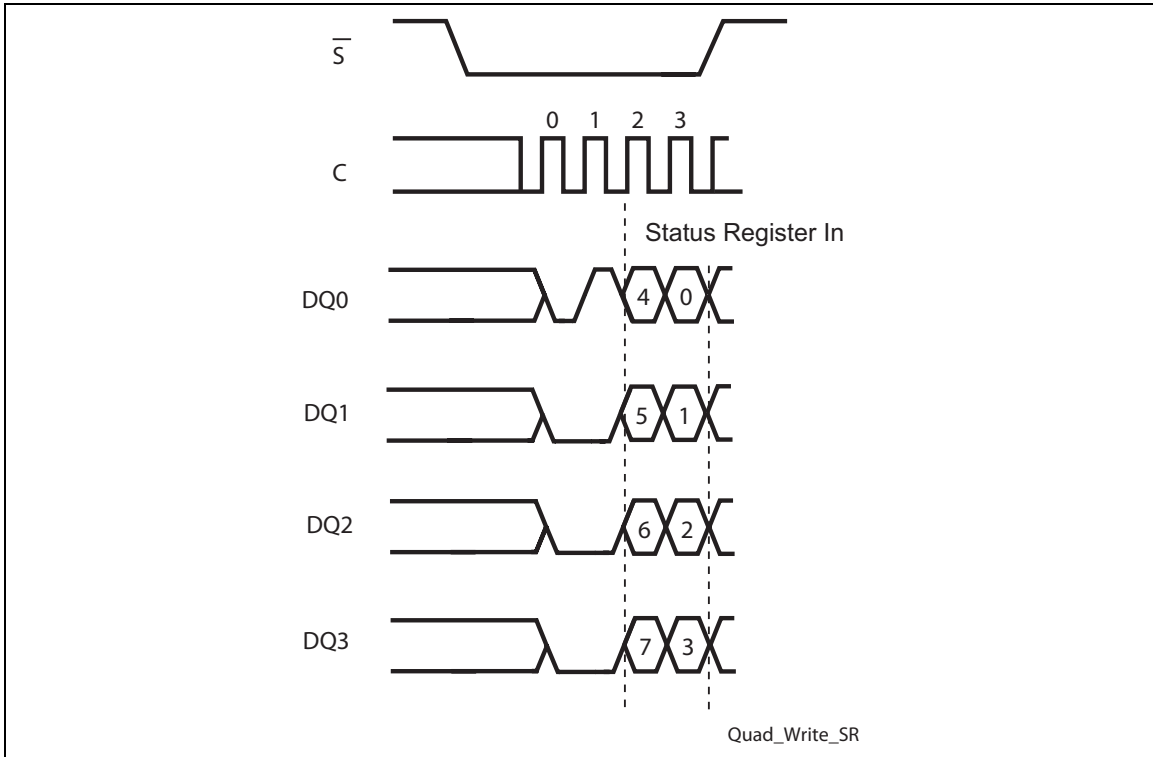 S
0 1 2 3
C
Status Register In
DQ0 4 0
DQ1 5 1
DQ2 6 2
DQ3 7 3
Quad_Write_SR